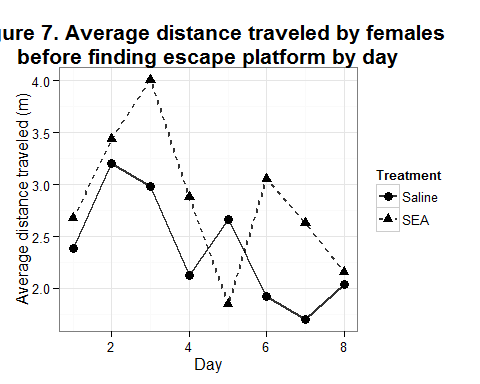 gure 7. Average distance traveled by females
before finding escape platform by day
Average distance traveled (m)
4.0
3.5
3.0
2.5
2.0
2
4
6
8
Day
Treatment
Saline
SEA